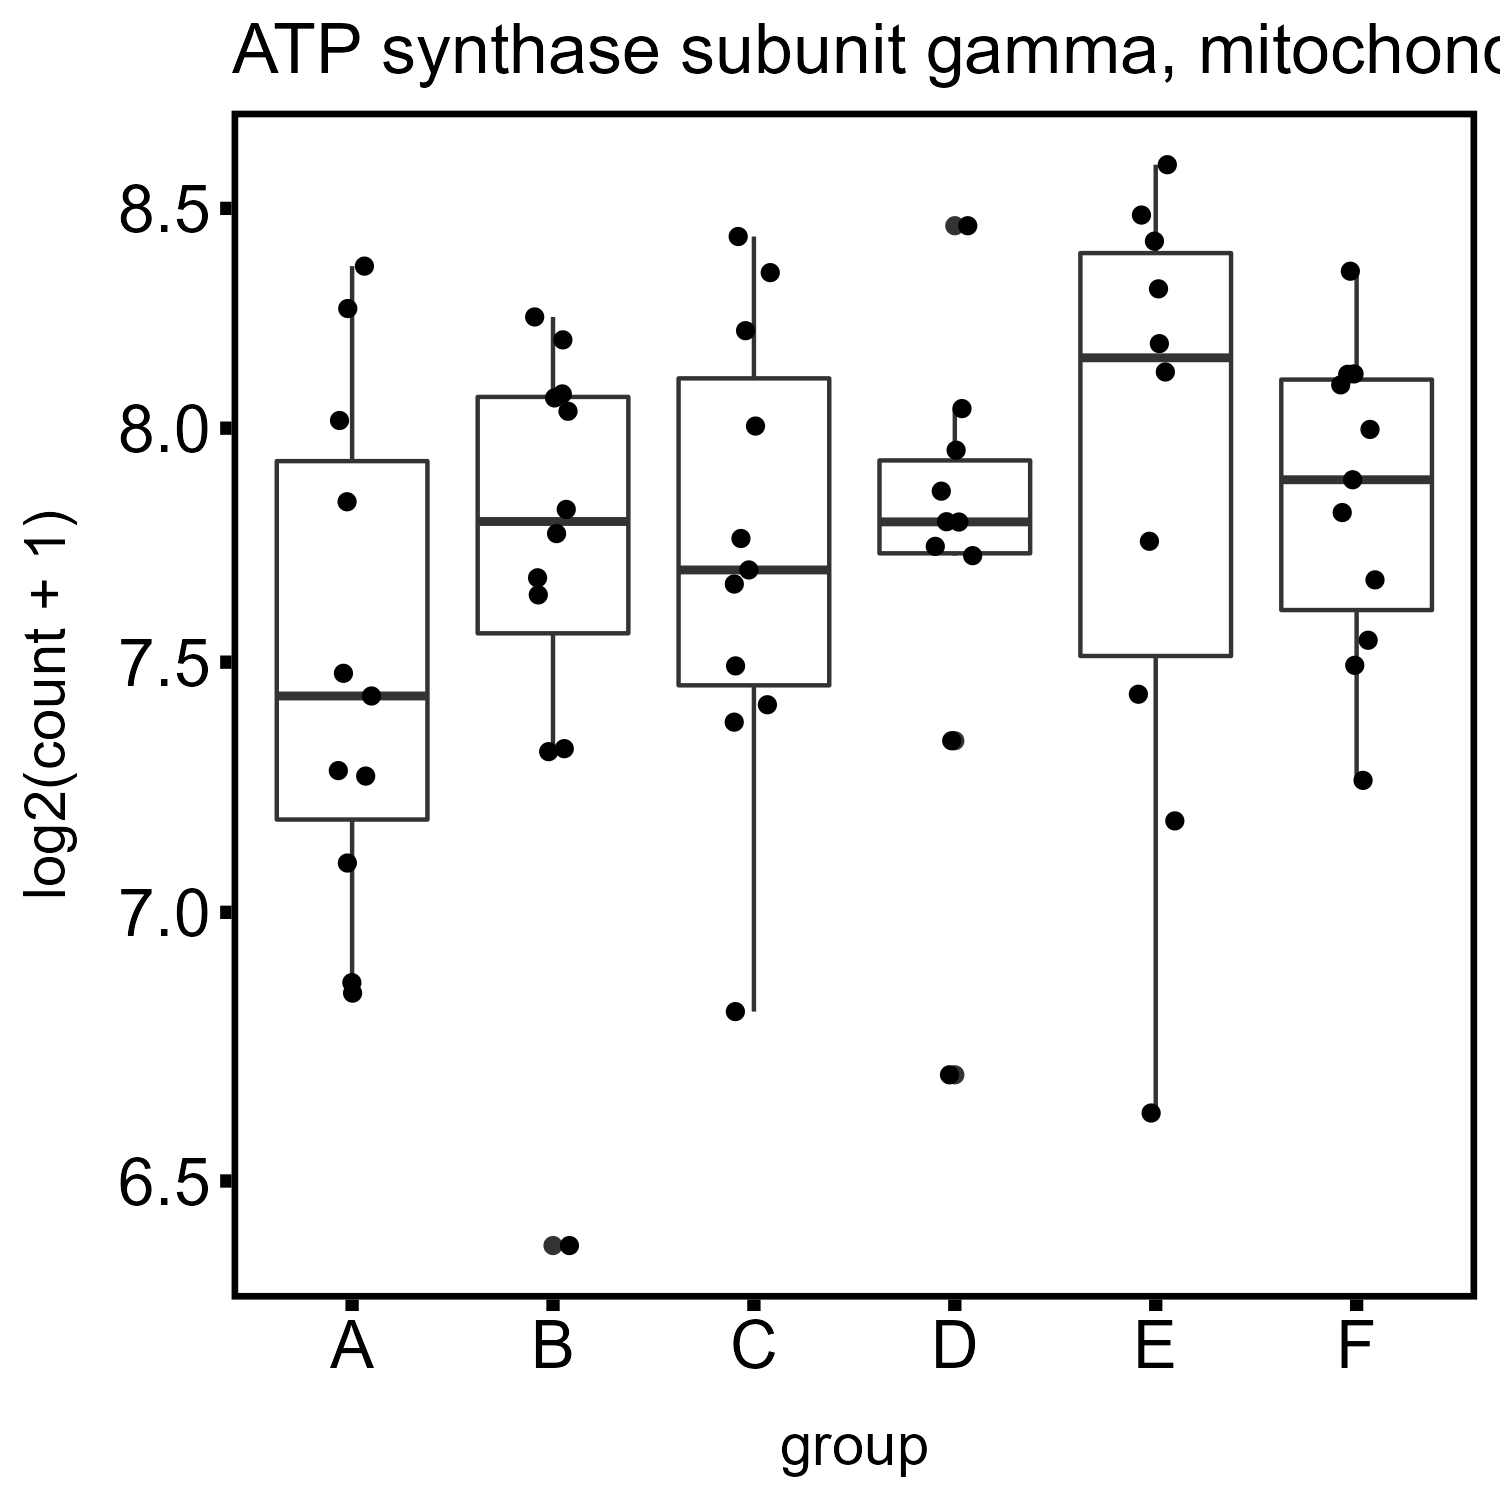 ATP synthase subunit gamma, mitochond
8.5
8.0
7.5
7.0
6.5
log2(count + 1)
A B C D E F
group